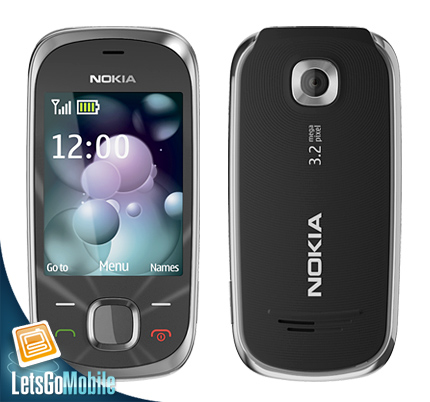 NOKIA
12:00
Go to Menu Names
3.2 mega
pixel
NOKIA
LetsGoMobile